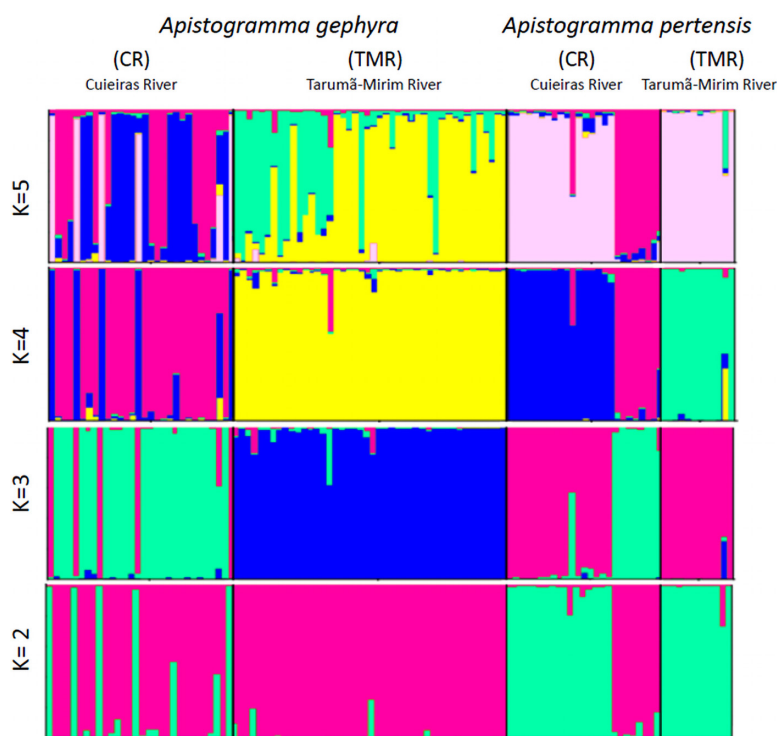 Apistogramma gephyra Apistogramma pertensis
(CR) (TMR) (CR) (TMR)
Cuieiras River Tarumã-Mirim River Cuieiras River Tarumã-Mirim River
K=5
K=4
K=3
K=2